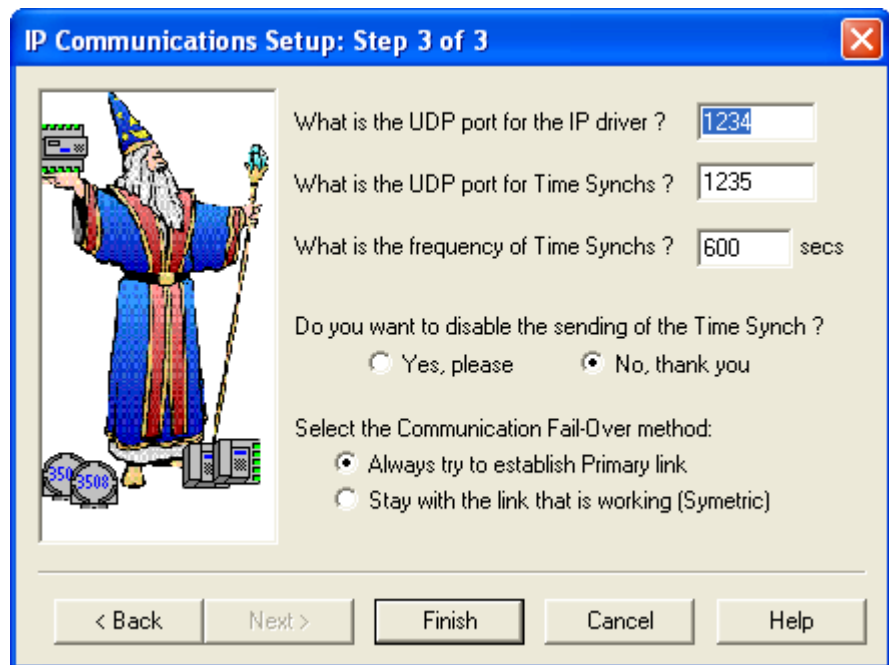 IP Communications Setup: Step 3 of 3
What is the UDP port for the IP driver ? 1234
What is the UDP port for Time Synchs ? 1235
What is the frequency of Time Synchs ? 600 secs
Do you want to disable the sending of the Time Synch ?
Yes, please No, thank you
Select the Communication Fail-Over method:
Always try to establish Primary link
Stay with the link that is working (Symetric)
350 3508
< Back Next > Finish Cancel Help